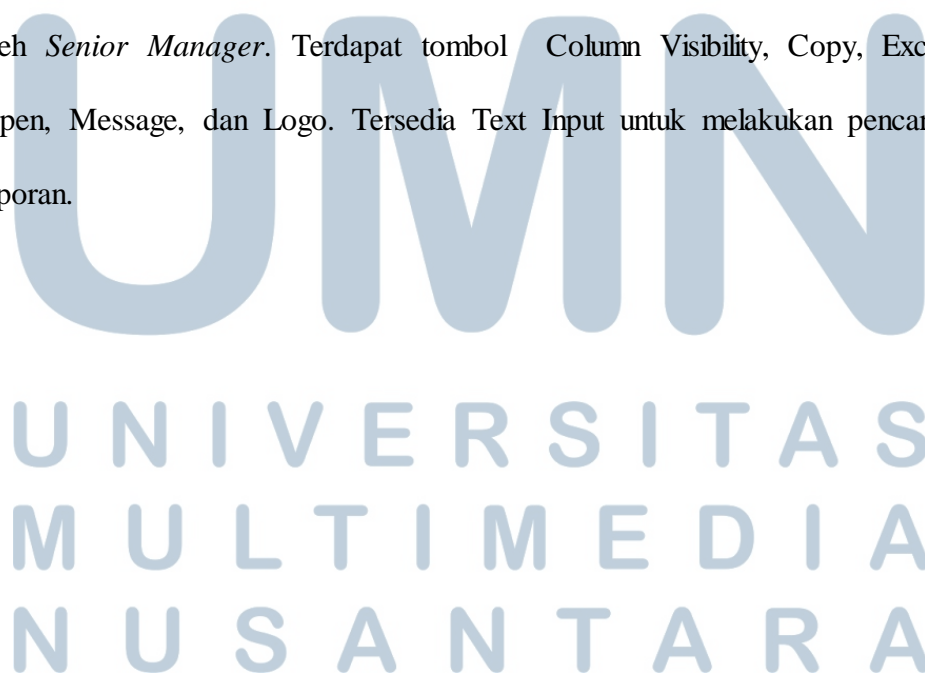 eh Senior Manager. Terdapat tombol Column Visibility, Copy, Exc
pen, Message, dan Logo. Tersedia Text Input untuk melakukan pencar
poran.
UMN
UNIVERSITAS
MULTIMEDIA
NUSANTARA